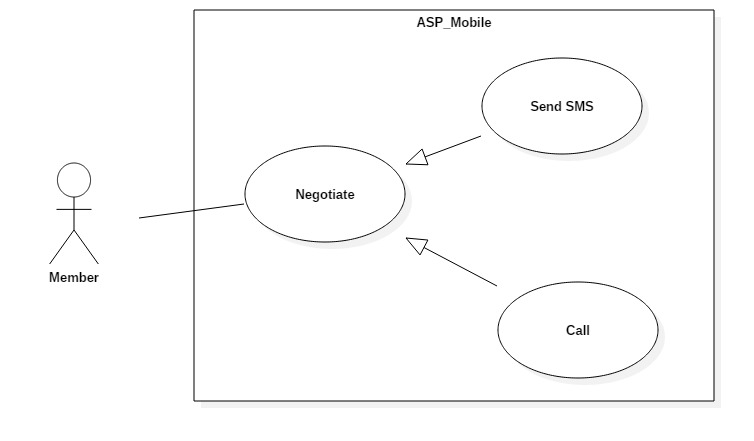 ASP_Mobile
Send SMS
Negotiate
Member
Call